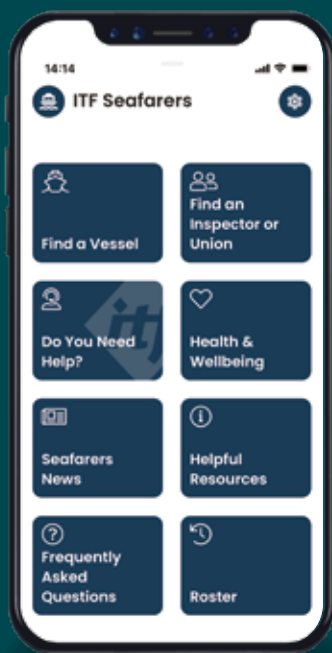 14:14
ITF Seafarers
Find a Vessel
Find an
Inspector or
Union
Do You Need
Help?
itf
Health &
Wellbeing
Seafarers
News
Helpful
Resources
Frequently
Asked
Questions
Roster